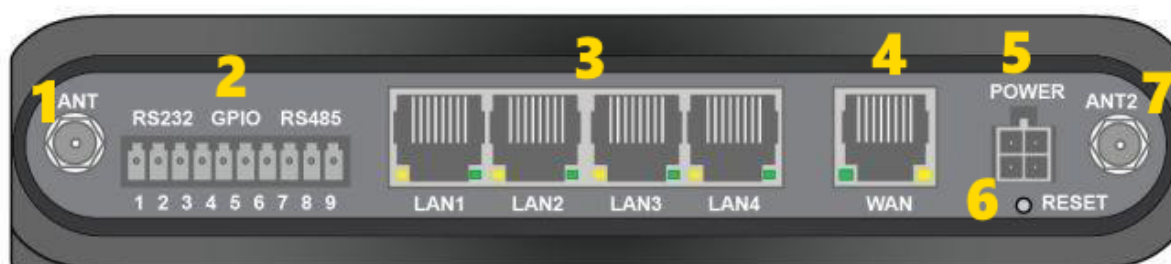 1 2 3 4 5 7
ANT RS232 GPIO RS485 POWER ANT2
1 2 3 4 5 6 7 8 9
LAN1 LAN2 LAN3 LAN4 WAN 6 RESET